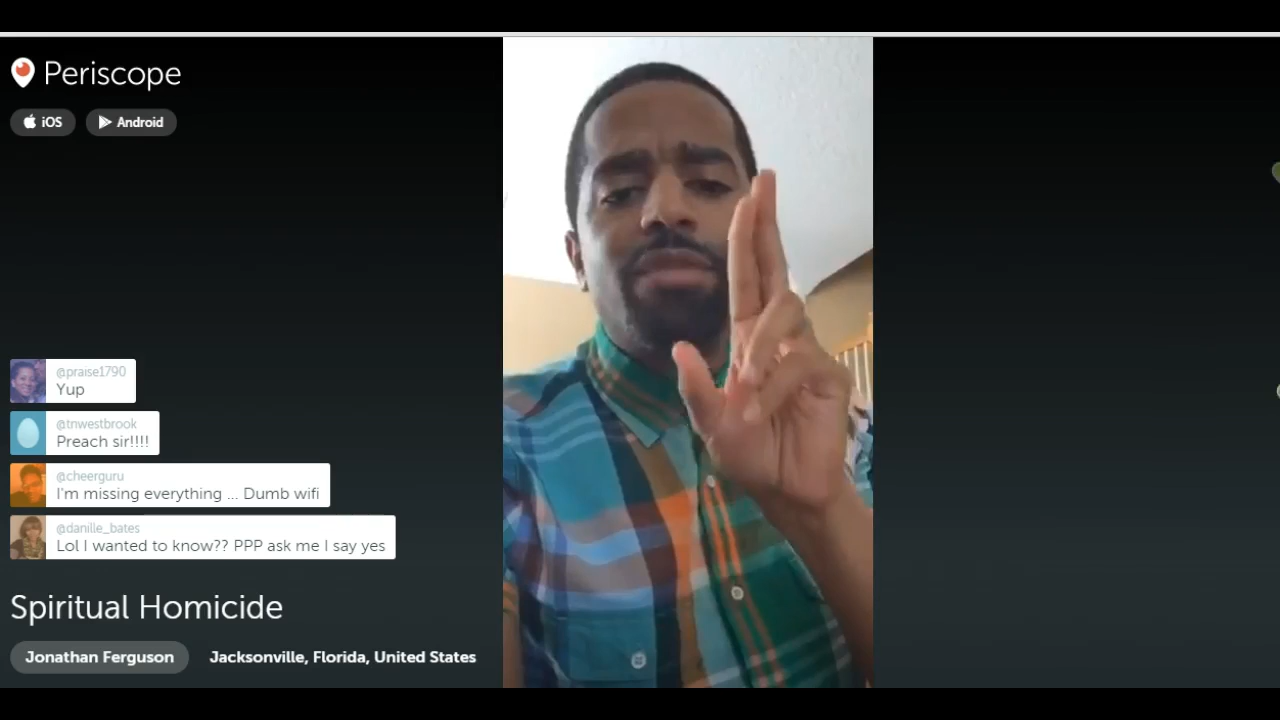 Periscope
iOS
Android
@praise1790
Yup
@tnwestbrook
Preach sir!!!!
@cheerguru
I'm missing everything ... Dumb wifi
@danille_bates
Lol I wanted to know?? PPP ask me I say yes
Spiritual Homicide
Jonathan Ferguson
Jacksonville, Florida, United States